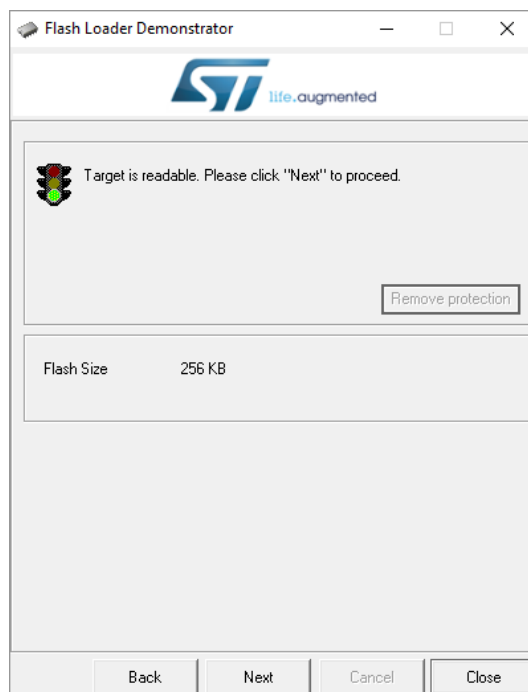 Flash Loader Demonstrator
ST life.augmented
Target is readable. Please click "Next" to proceed.
Remove protection
Flash Size 256 KB
Back Next Cancel Close